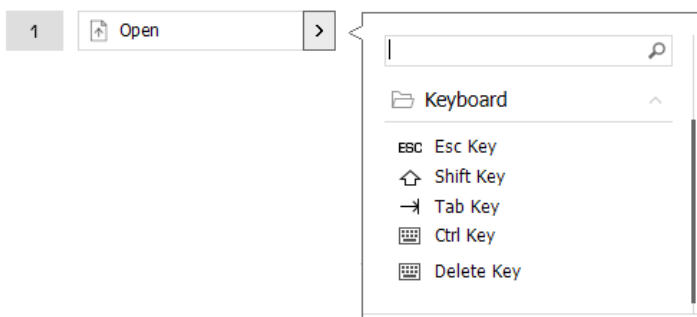 1
Open
Keyboard
ESC Esc Key
Shift Key
Tab Key
Ctrl Key
Delete Key